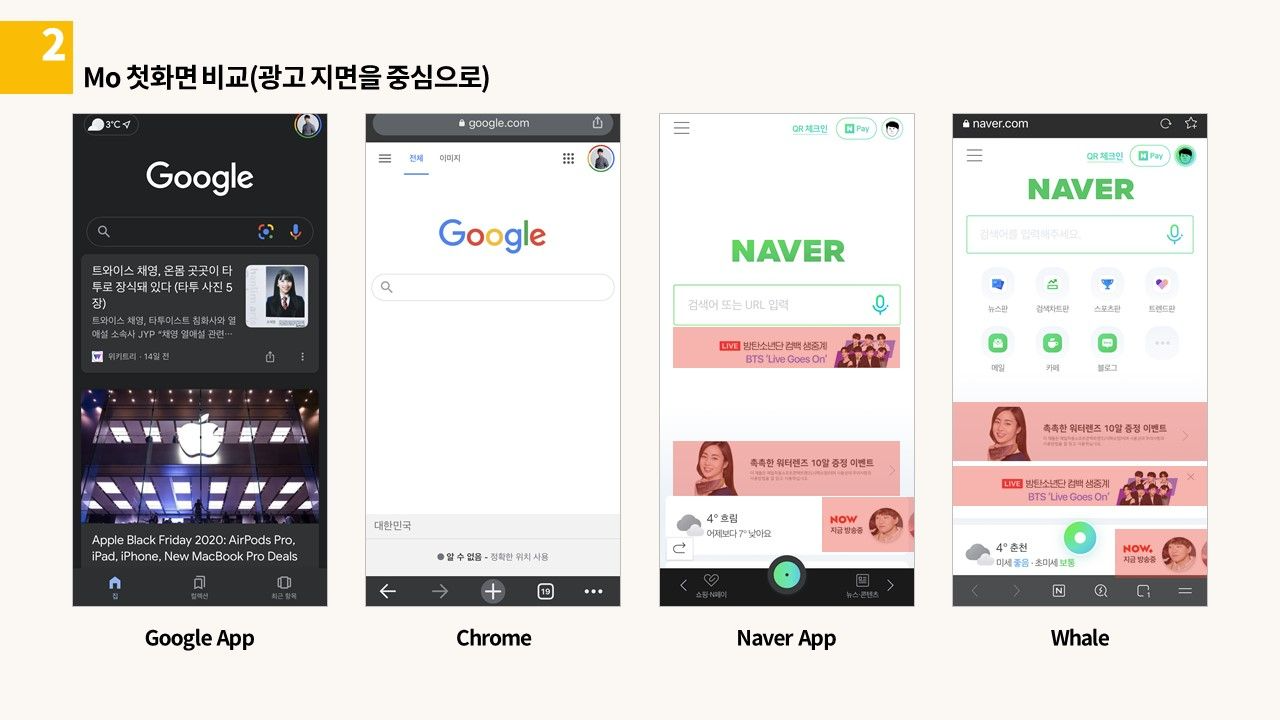 2
Mo 첫화면 비교(광고 지면을 중심으로)
3°C
Google
트와이스 채영, 온몸 곳곳이 타
투로 장식돼 있다 (타투 사진 5
장)
트와이스 채영, 타투이스트 침화사와 열
애설 소속사 JYP “채영 열애설 관련…
위키트리 · 14일 전
Apple Black Friday 2020: AirPods Pro,
iPad, iPhone, New MacBook Pro Deals
집
컬렉션
최근 항목
Google App
google.com
전체
이미지
Google
대한민국
알 수 없음 - 정확한 위치 사용
19
Chrome
QR 체크인
N Pay
NAVER
검색어 또는 URL 입력
LIVE 방탄소년단 컴백 생중계
BTS 'Live Goes On'
촉촉한 워터렌즈 10알 증정 이벤트
4° 흐림
어제보다 7° 낮아요
NOW
지금 방송중
쇼핑·N페이
뉴스·콘텐츠
Naver App
naver.com
QR 체크인
N Pay
NAVER
검색어를 입력해주세요.
뉴스판
검색차트판
스포츠판
트렌드판
메일
카페
블로그
촉촉한 워터렌즈 10알 증정 이벤트
LIVE 방탄소년단 컴백 생중계
BTS 'Live Goes On'
4° 춘천
미세 좋음 · 초미세 보통
NOW.
지금 방송중
N
1
Whale